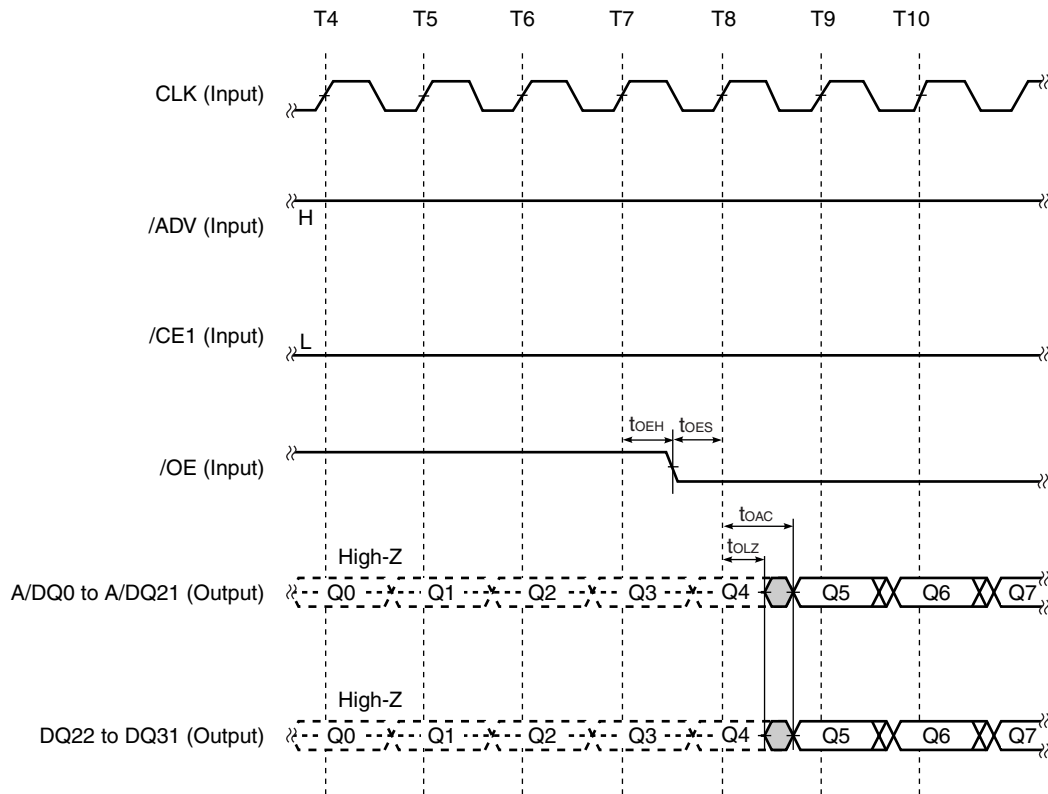 T4 T5 T6 T7 T8 T9 T10
CLK (Input)
H
/ADV (Input)
/CE1 (Input) L
tOEH tOES
/OE (Input)
tOAC
tOLZ
High-Z
A/DQ0 to A/DQ21 (Output) Q0 Q1 Q2 Q3 Q4 Q5 Q6 Q7
High-Z
DQ22 to DQ31 (Output) Q0 Q1 Q2 Q3 Q4 Q5 Q6 Q7